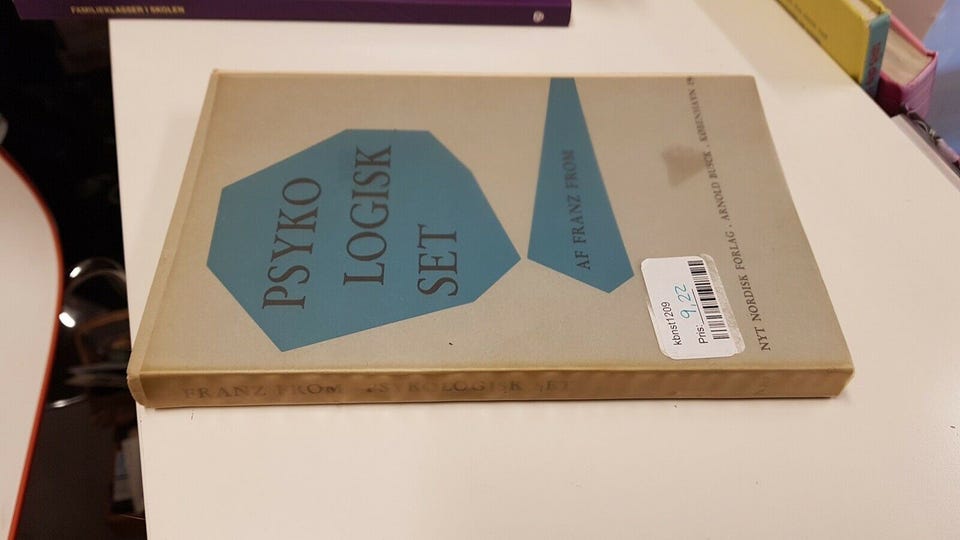 FAMILIEKLASSER I SKOLEN
PSYKO
LOGISK
SET
AF FRANZ FROM
kbnst1209
Pris:
9,22
NYT NORDISK FORLAG . ARNOLD BUSCK . KØBENHAVN
FRANZ FROM PSYKOLOGISK SET